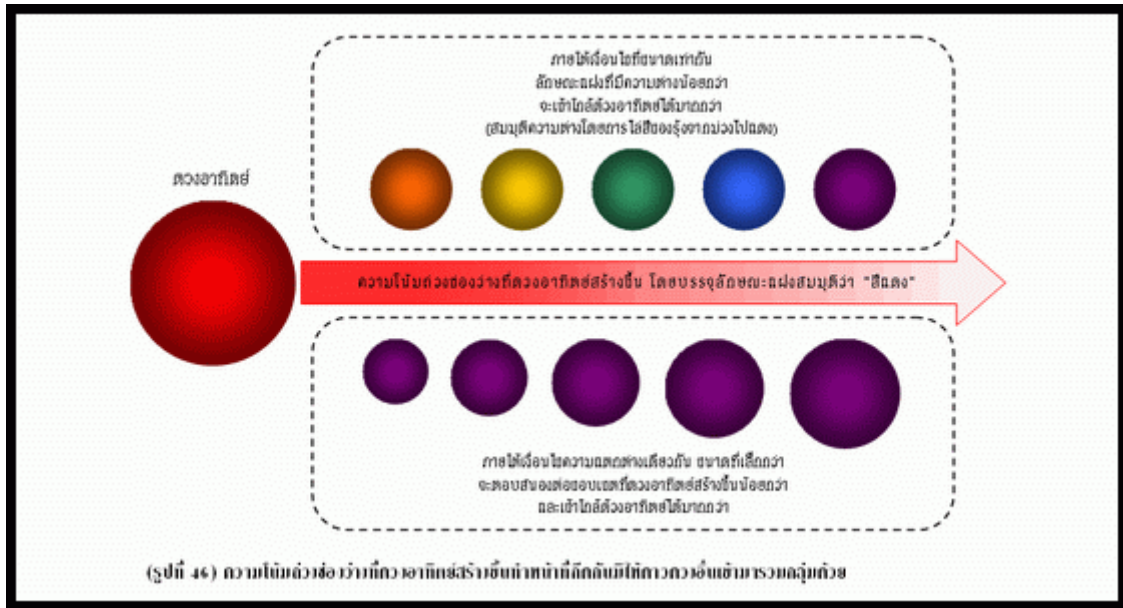 ภายใต้เงื่อนไขที่ขนาดเท่ากัน
ลักษณะแฝงที่มีความต่างน้อยกว่า
จะเข้าใกล้ดวงอาทิตย์ได้มากกว่า
(สมมุติความต่างโดยการไล่สีของรุ้งจากม่วงไปแดง)
ดวงอาทิตย์
ความโน้มถ่วงช่องว่างที่ดวงอาทิตย์สร้างขึ้น โดยบรรจุลักษณะแฝงสมมุติว่า "สีแดง"
ภายใต้เงื่อนไขความแตกต่างเดียวกัน ขนาดที่เล็กกว่า
จะตอบสนองต่อขอบเขตที่ดวงอาทิตย์สร้างขึ้นน้อยกว่า
และเข้าใกล้ดวงอาทิตย์ได้มากกว่า
(รูปที่ 46) ความโน้มถ่วงช่องว่างที่ดวงอาทิตย์สร้างขึ้นทำหน้าที่กีดกันมิให้ดาวดวงอื่นเข้ามารวมกลุ่มด้วย